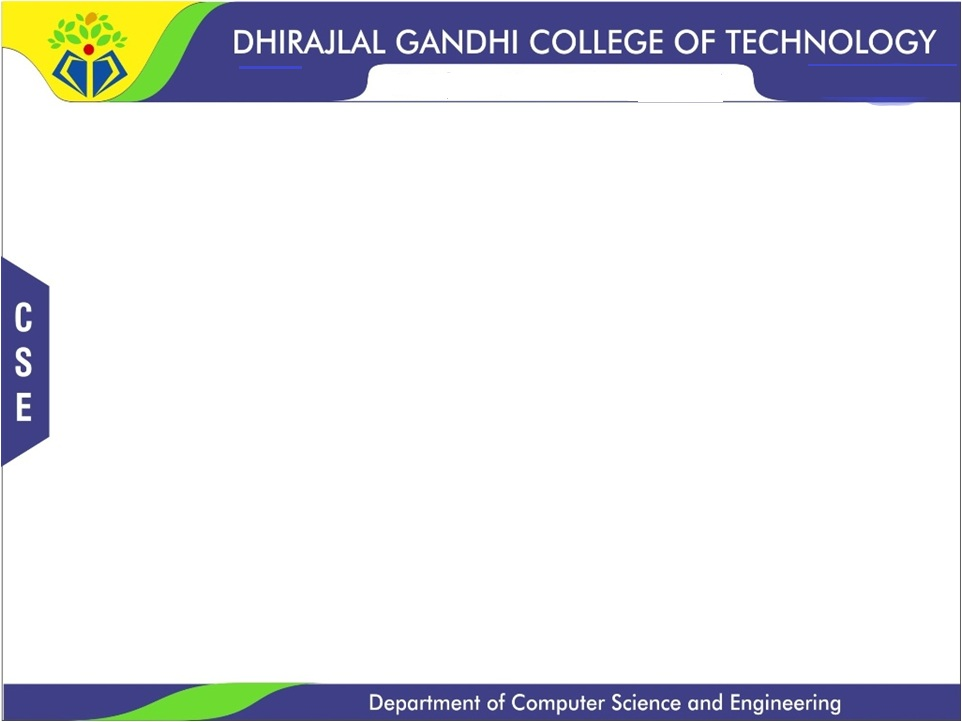 DHIRAJLAL GANDHI COLLEGE OF TECHNOLOGY
C
S
E
Department of Computer Science and Engineering